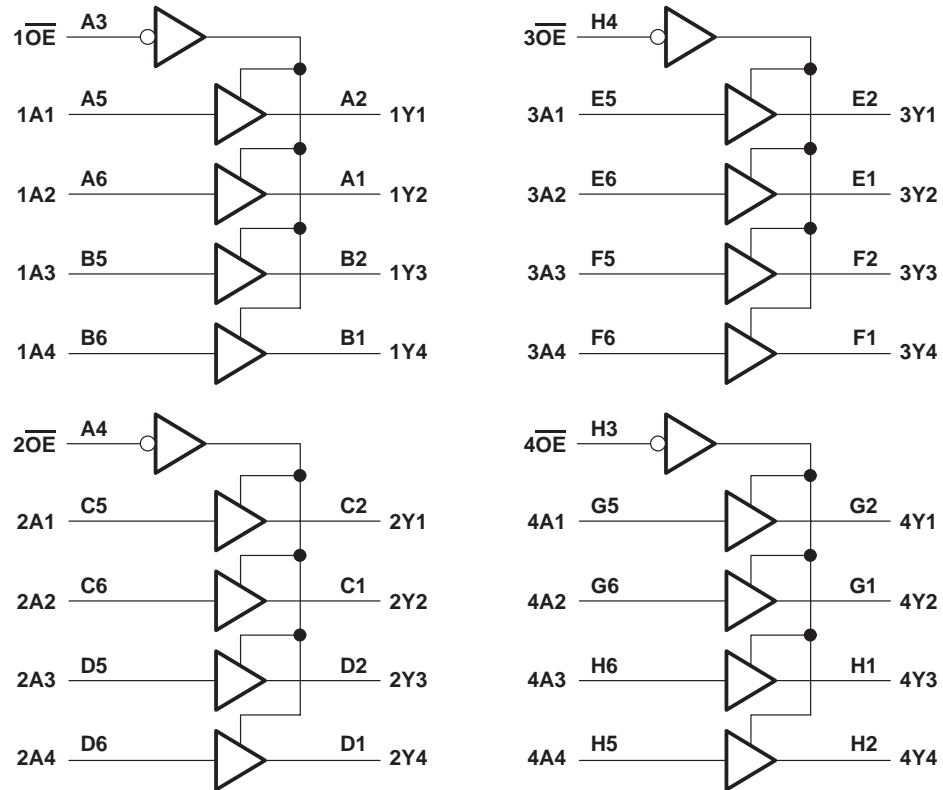 1OE A3
1A1 A5 A2 1Y1
1A2 A6 A1 1Y2
1A3 B5 B2 1Y3
1A4 B6 B1 1Y4
2OE A4
2A1 C5 C2 2Y1
2A2 C6 C1 2Y2
2A3 D5 D2 2Y3
2A4 D6 D1 2Y4
3OE H4
3A1 E5 E2 3Y1
3A2 E6 E1 3Y2
3A3 F5 F2 3Y3
3A4 F6 F1 3Y4
4OE H3
4A1 G5 G2 4Y1
4A2 G6 G1 4Y2
4A3 H6 H1 4Y3
4A4 H5 H2 4Y4